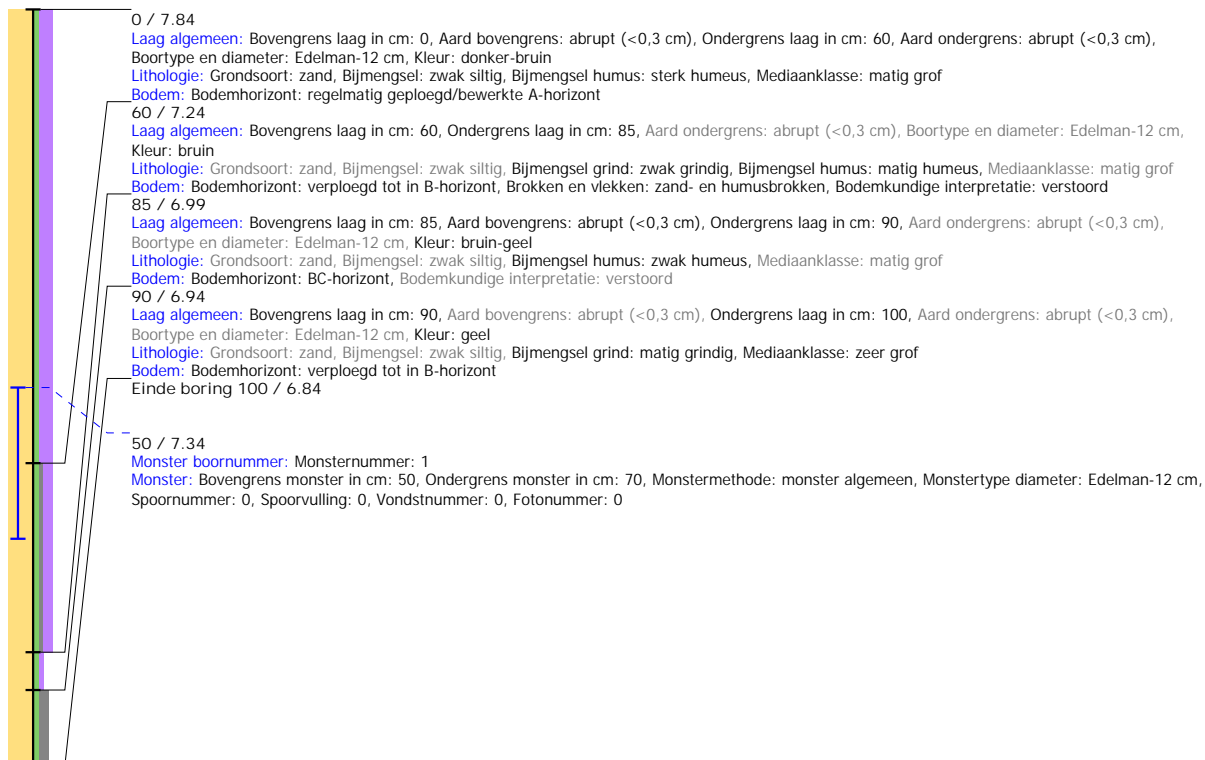 0 / 7.84
Laag algemeen: Bovengrens laag in cm: 0, Aard bovengrens: abrupt (<0,3 cm), Ondergrens laag in cm: 60, Aard ondergrens: abrupt (<0,3 cm),
Boortype en diameter: Edelman-12 cm, Kleur: donker-bruin
Lithologie: Grondsoort: zand, Bijmengsel: zwak siltig, Bijmengsel humus: sterk humeus, Mediaanklasse: matig grof
Bodem: Bodemhorizont: regelmatig geploegd/bewerkte A-horizont
60 / 7.24
Laag algemeen: Bovengrens laag in cm: 60, Ondergrens laag in cm: 85, Aard ondergrens: abrupt (<0,3 cm), Boortype en diameter: Edelman-12 cm,
Kleur: bruin
Lithologie: Grondsoort: zand, Bijmengsel: zwak siltig, Bijmengsel grind: zwak grindig, Bijmengsel humus: matig humeus, Mediaanklasse: matig grof
Bodem: Bodemhorizont: verploegd tot in B-horizont, Brokken en vlekken: zand- en humusbrokken, Bodemkundige interpretatie: verstoord
85 / 6.99
Laag algemeen: Bovengrens laag in cm: 85, Aard bovengrens: abrupt (<0,3 cm), Ondergrens laag in cm: 90, Aard ondergrens: abrupt (<0,3 cm),
Boortype en diameter: Edelman-12 cm, Kleur: bruin-geel
Lithologie: Grondsoort: zand, Bijmengsel: zwak siltig, Bijmengsel humus: zwak humeus, Mediaanklasse: matig grof
Bodem: Bodemhorizont: BC-horizont, Bodemkundige interpretatie: verstoord
90 / 6.94
Laag algemeen: Bovengrens laag in cm: 90, Aard bovengrens: abrupt (<0,3 cm), Ondergrens laag in cm: 100, Aard ondergrens: abrupt (<0,3 cm),
Boortype en diameter: Edelman-12 cm, Kleur: geel
Lithologie: Grondsoort: zand, Bijmengsel: zwak siltig, Bijmengsel grind: matig grindig, Mediaanklasse: zeer grof
Bodem: Bodemhorizont: verploegd tot in B-horizont
Einde boring 100 / 6.84
50 / 7.34
Monster boornummer: Monsternummer: 1
Monster: Bovengrens monster in cm: 50, Ondergrens monster in cm: 70, Monstermethode: monster algemeen, Monstertype diameter: Edelman-12 cm,
Spoornummer: 0, Spoorvulling: 0, Vondstnummer: 0, Fotonummer: 0